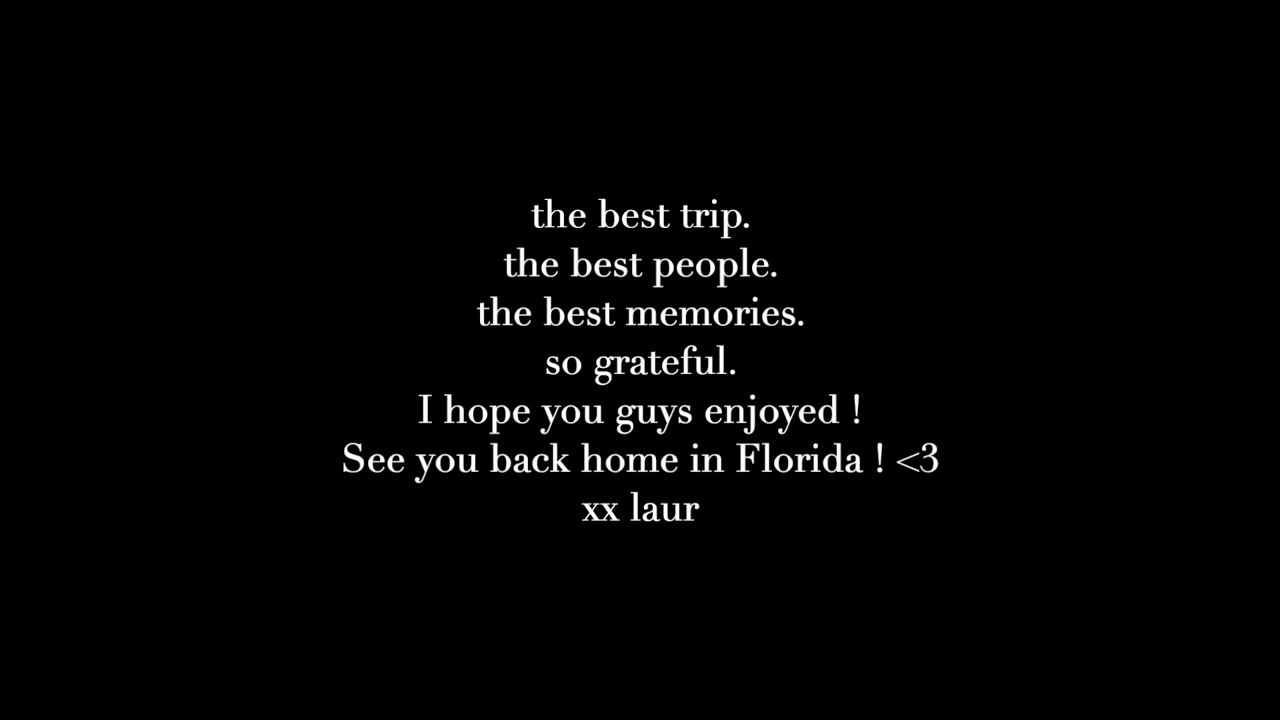 the best trip.
the best people.
the best memories.
so grateful.
I hope you guys enjoyed !
See you back home in Florida ! <3
xx laur